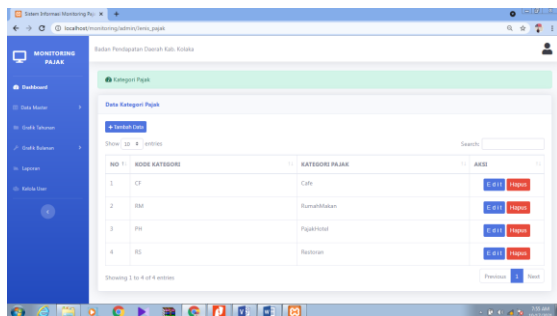 Sistem Informasi Monitoring Paj
localhost/monitoring/admin/Jenis_pajak
MONITORING
PAJAK
Badan Pendapatan Daerah Kab. Kolaka
Dashboard
Data Master
Grafik Tahunan
Grafik Bulanan
Laporan
Kelola User
Kategori Pajak
Data Kategori Pajak
+ Tambah Data
Show 10 entries
Search:
NO KODE KATEGORI KATEGORI PAJAK AKSI
1 CF Cafe Edit Hapus
2 RM RumahMakan Edit Hapus
3 PH PajakHotel Edit Hapus
4 RS Restoran Edit Hapus
Showing 1 to 4 of 4 entries
Previous 1 Next